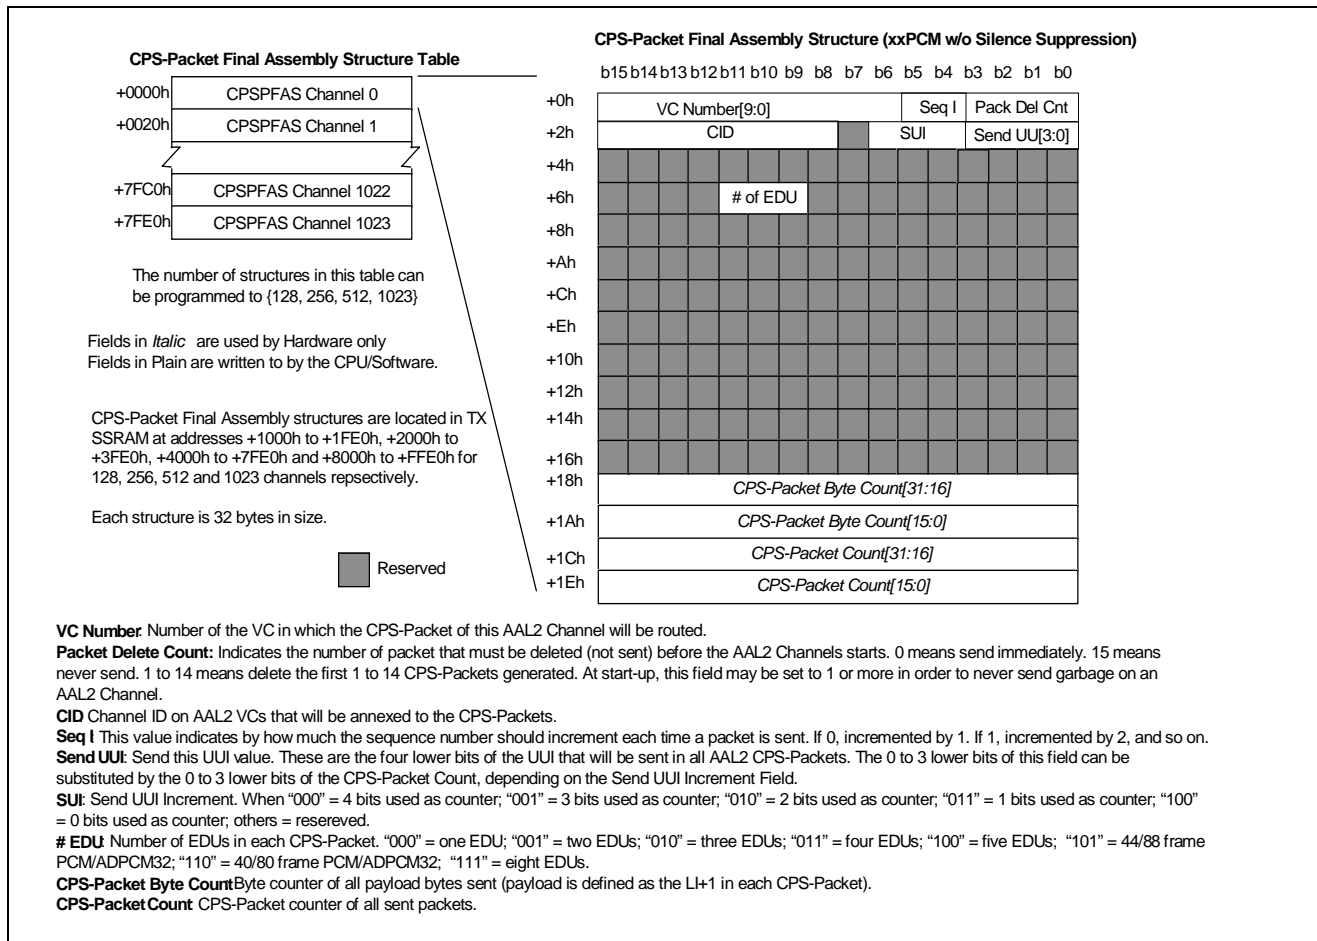 CPS-Packet Final Assembly Structure (xxPCM w/o Silence Suppression)
CPS-Packet Final Assembly Structure Table
b15 b14 b13 b12 b11 b10 b9 b8 b7 b6 b5 b4 b3 b2 b1 b0
+0000h CPSPFAS Channel 0
+0020h CPSPFAS Channel 1
+7FC0h CPSPFAS Channel 1022
+7FE0h CPSPFAS Channel 1023
The number of structures in this table can
be programmed to {128, 256, 512, 1023}
Fields in Italic are used by Hardware only
Fields in Plain are written to by the CPU/Software.
CPS-Packet Final Assembly structures are located in TX
SSRAM at addresses +1000h to +1FE0h, +2000h to
+3FE0h, +4000h to +7FE0h and +8000h to +FFE0h for
128, 256, 512 and 1023 channels repsectively.
Each structure is 32 bytes in size.
Reserved
+0h VC Number[9:0] Seq I Pack Del Cnt
+2h CID SUI Send UU[3:0]
+4h
+6h # of EDU
+8h
+Ah
+Ch
+Eh
+10h
+12h
+14h
+16h
+18h CPS-Packet Byte Count[31:16]
+1Ah CPS-Packet Byte Count[15:0]
+1Ch CPS-Packet Count[31:16]
+1Eh CPS-Packet Count[15:0]
VC Number: Number of the VC in which the CPS-Packet of this AAL2 Channel will be routed.
Packet Delete Count: Indicates the number of packet that must be deleted (not sent) before the AAL2 Channels starts. 0 means send immediately. 15 means
never send. 1 to 14 means delete the first 1 to 14 CPS-Packets generated. At start-up, this field may be set to 1 or more in order to never send garbage on an
AAL2 Channel.
CID: Channel ID on AAL2 VCs that will be annexed to the CPS-Packets.
Seq I: This value indicates by how much the sequence number should increment each time a packet is sent. If 0, incremented by 1. If 1, incremented by 2, and so on.
Send UUI: Send this UUI value. These are the four lower bits of the UUI that will be sent in all AAL2 CPS-Packets. The 0 to 3 lower bits of this field can be
substituted by the 0 to 3 lower bits of the CPS-Packet Count, depending on the Send UUI Increment Field.
SUI: Send UUI Increment. When “000” = 4 bits used as counter; “001” = 3 bits used as counter; “010” = 2 bits used as counter; “011” = 1 bits used as counter; “100”
= 0 bits used as counter; others = resereved.
# EDU: Number of EDUs in each CPS-Packet. “000” = one EDU; “001” = two EDUs; “010” = three EDUs; “011” = four EDUs; “100” = five EDUs; “101” = 44/88 frame
PCM/ADPCM32; “110” = 40/80 frame PCM/ADPCM32; “111” = eight EDUs.
CPS-Packet Byte Count: Byte counter of all payload bytes sent (payload is defined as the LI+1 in each CPS-Packet).
CPS-Packet Count: CPS-Packet counter of all sent packets.